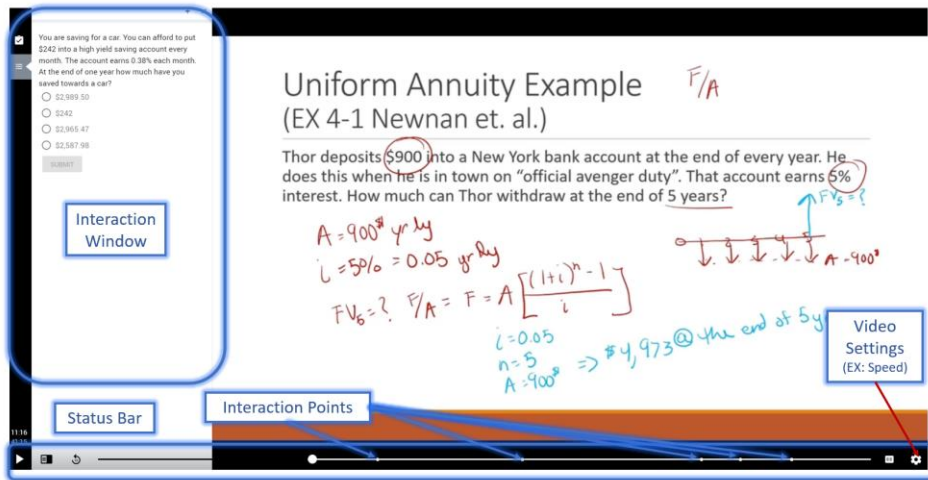 You are saving for a car. You can afford to put
$242 into a high yield saving account every
month. The account earns 0.38% each month.
At the end of one year how much have you
saved towards a car?
$2,989.50
$242
$2,965.47
$2,587.98
SUBMIT
Interaction
Window
Uniform Annuity Example
F/A
(EX 4-1 Newnan et. al.)
Thor deposits $900 into a New York bank account at the end of every year. He
does this when he is in town on “official avenger duty”. That account earns 5%
interest. How much can Thor withdraw at the end of 5 years?
FV5=?
A=900$ yrly
i=5% = 0.05 yrly
A=900$
FV5=? F/A = F = A[((1+i)^n - 1)/i]
i=0.05
n=5
A=900$
=> $4,973 @ the end of 5 y
Video
Settings
(EX: Speed)
Status Bar
Interaction Points
11:16